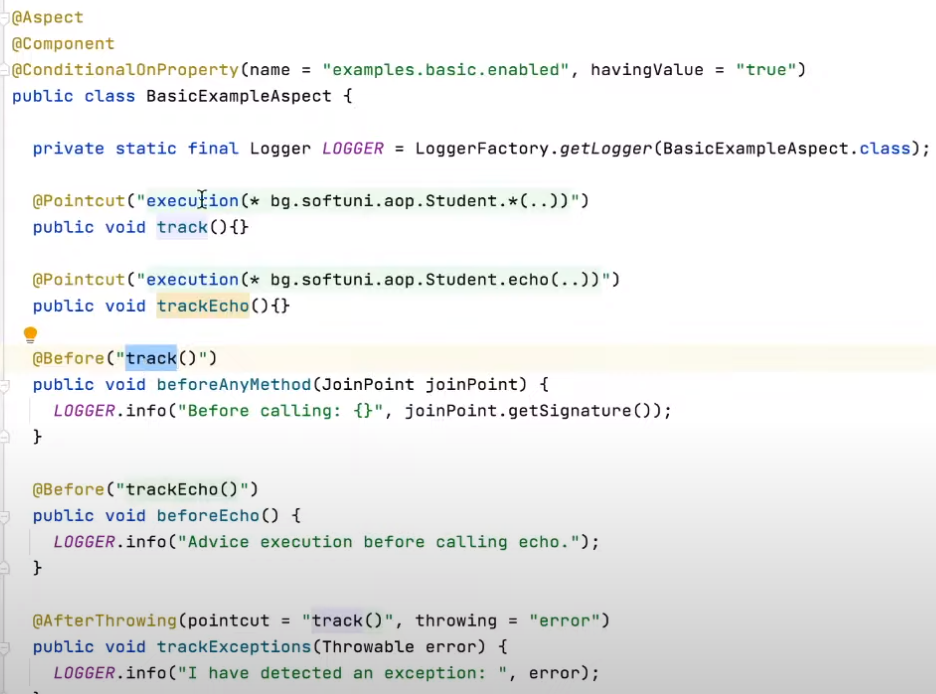 @Aspect
@Component
@ConditionalOnProperty(name = "examples.basic.enabled", havingValue = "true")
public class BasicExampleAspect {
private static final Logger LOGGER = LoggerFactory.getLogger(BasicExampleAspect.class);
@Pointcut("execution(* bg.softuni.aop.Student.*(..))")
public void track(){}
@Pointcut("execution(* bg.softuni.aop.Student.echo(..))")
public void trackEcho(){}
@Before("track()")
public void beforeAnyMethod(JoinPoint joinPoint) {
LOGGER.info("Before calling: {}", joinPoint.getSignature());
}
@Before("trackEcho()")
public void beforeEcho() {
LOGGER.info("Advice execution before calling echo.");
}
@AfterThrowing(pointcut = "track()", throwing = "error")
public void trackExceptions(Throwable error) {
LOGGER.info("I have detected an exception: ", error);